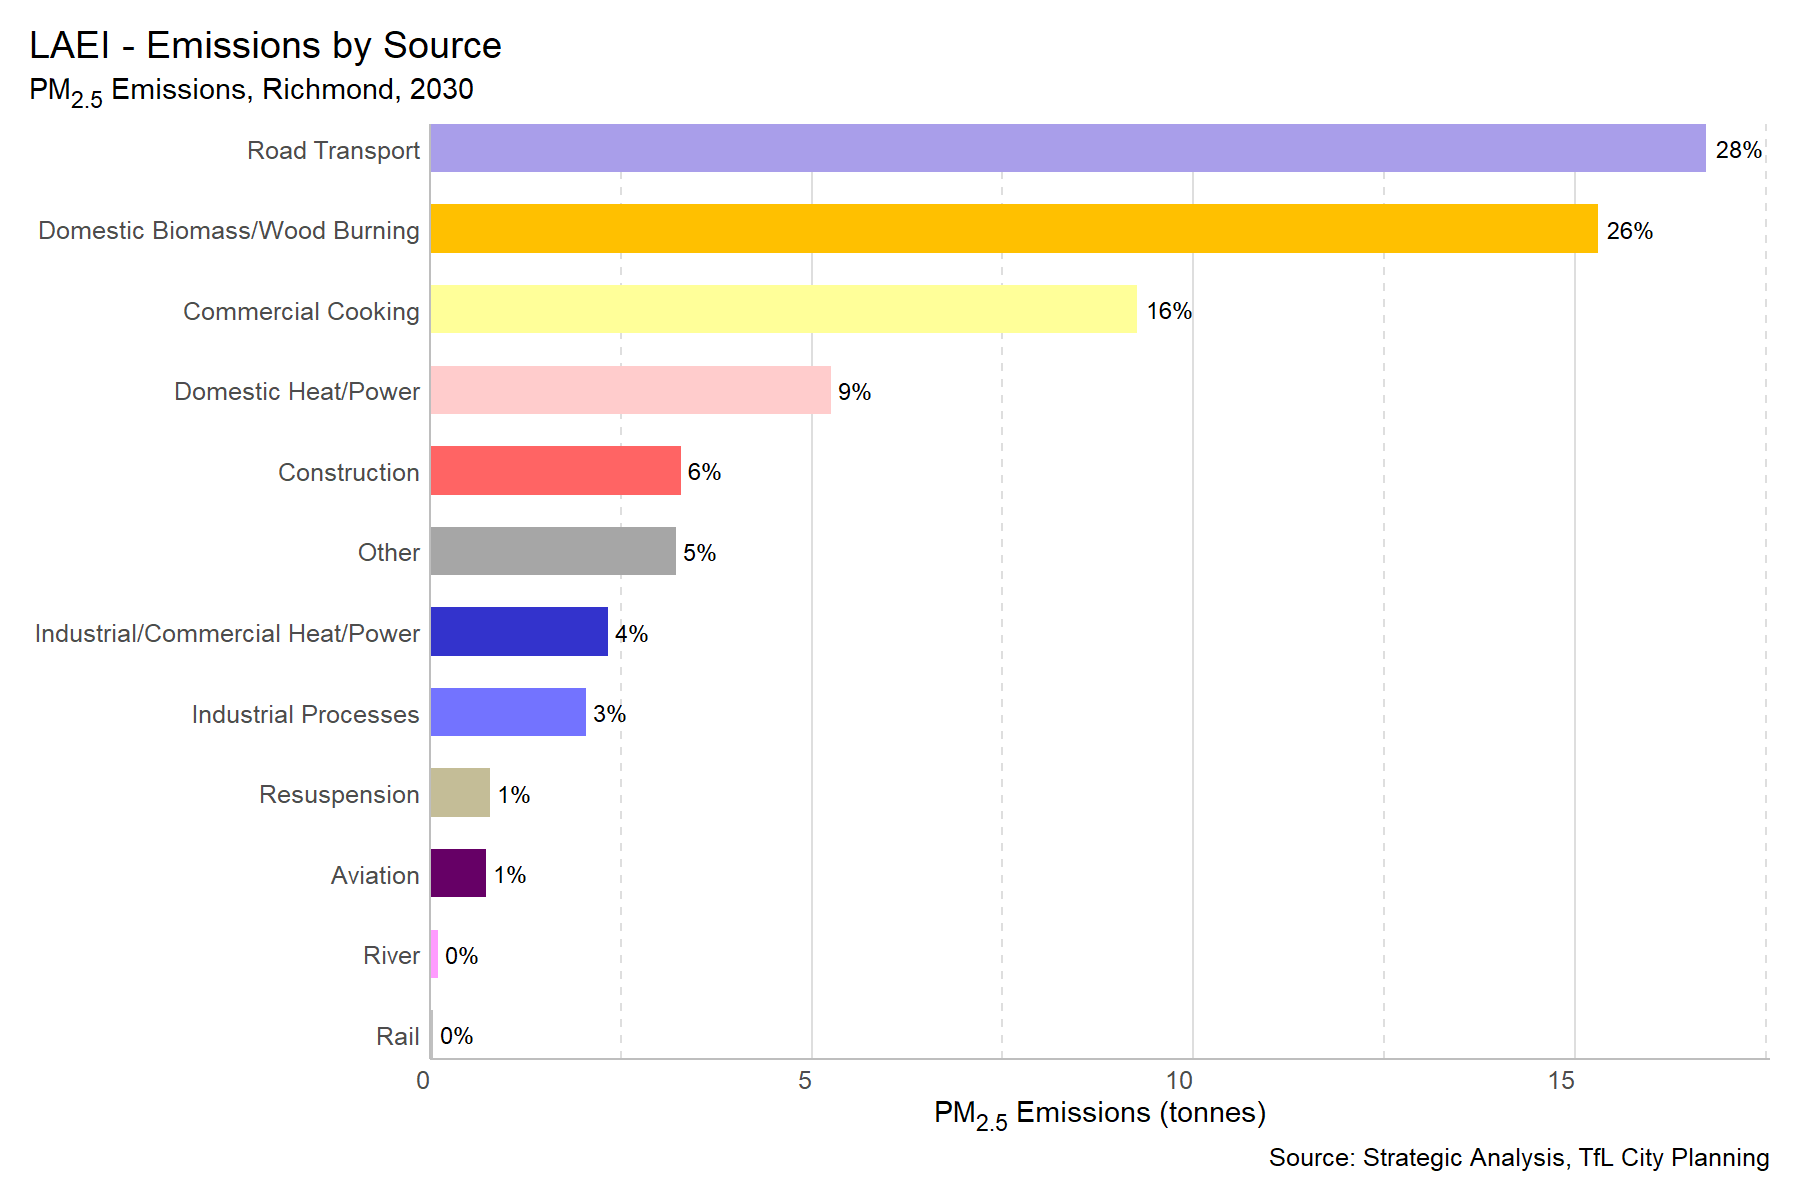 LAEI - Emissions by Source
PM2.5 Emissions, Richmond, 2030
Road Transport 28%
Domestic Biomass/Wood Burning 26%
Commercial Cooking 16%
Domestic Heat/Power 9%
Construction 6%
Other 5%
Industrial/Commercial Heat/Power 4%
Industrial Processes 3%
Resuspension 1%
Aviation 1%
River 0%
Rail 0%
0 5 10 15
PM2.5 Emissions (tonnes)
Source: Strategic Analysis, TfL City Planning